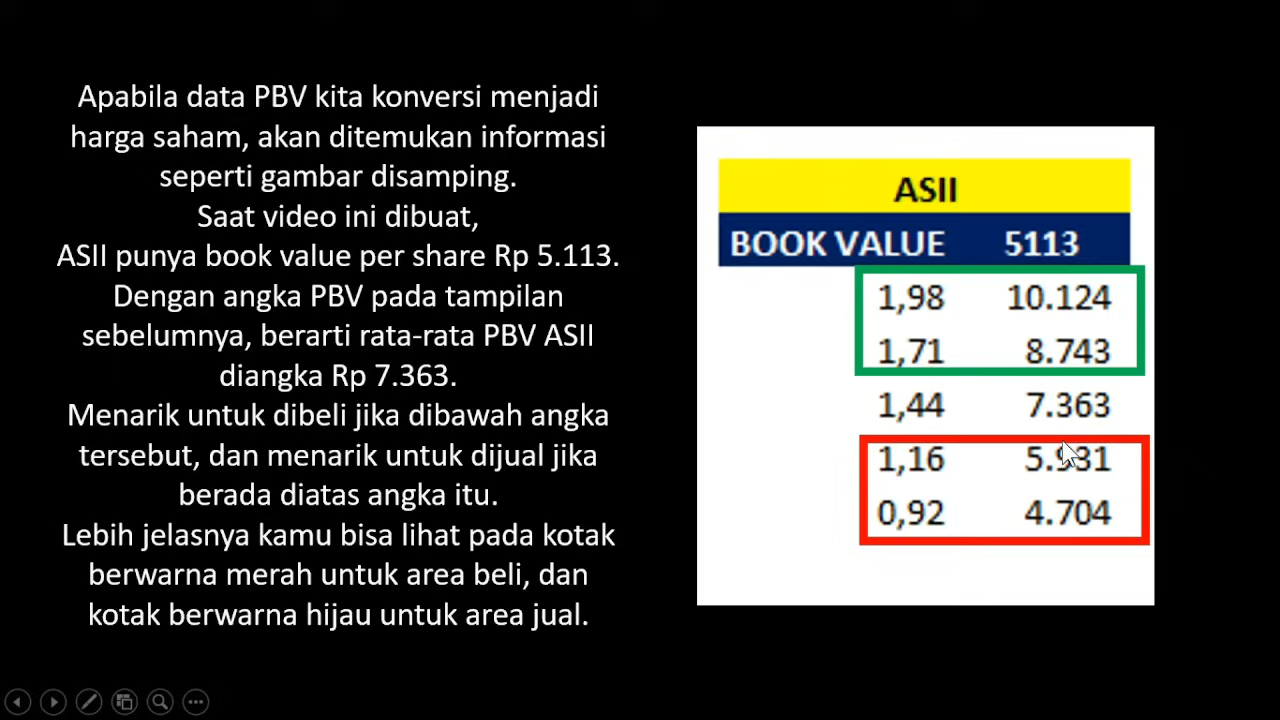 Apabila data PBV kita konversi menjadi
harga saham, akan ditemukan informasi
seperti gambar disamping.
Saat video ini dibuat,
ASII punya book value per share Rp 5.113.
Dengan angka PBV pada tampilan
sebelumnya, berarti rata-rata PBV ASII
diangka Rp 7.363.
Menarik untuk dibeli jika dibawah angka
tersebut, dan menarik untuk dijual jika
berada diatas angka itu.
Lebih jelasnya kamu bisa lihat pada kotak
berwarna merah untuk area beli, dan
kotak berwarna hijau untuk area jual.
ASII
BOOK VALUE 5113
1,98 10.124
1,71 8.743
1,44 7.363
1,16 5.931
0,92 4.704